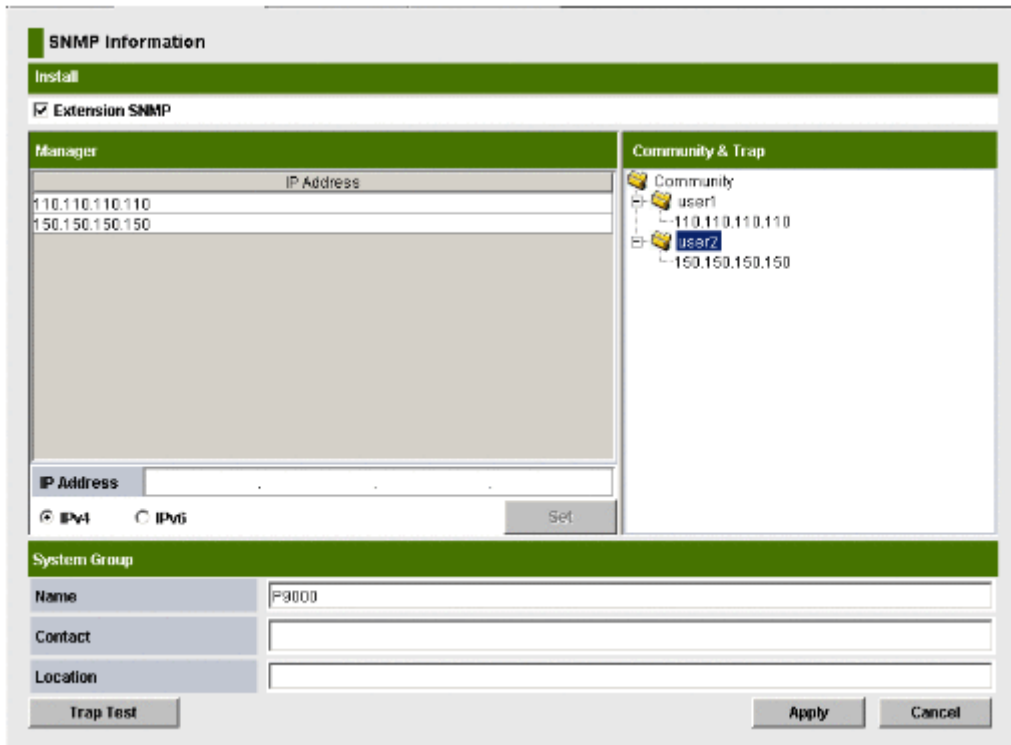 SNMP Information
Install
Extension SNMP
Manager
IP Address
110.110.110.110
150.150.150.150
Community & Trap
Community
user1
110.110.110.110
user2
150.150.150.150
IP Address . . .
IPv4 IPv6 Set
System Group
Name P9000
Contact
Location
Trap Test Apply Cancel